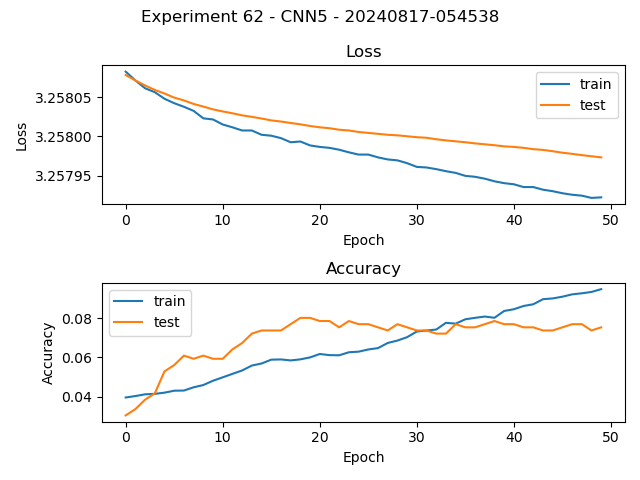 Experiment 62 - CNN5 - 20240817-054538
Loss
3.25805
3.25800
3.25795
Loss
train
test
0 10 20 30 40 50
Epoch
Accuracy
0.08
0.06
0.04
Accuracy
train
test
0 10 20 30 40 50
Epoch